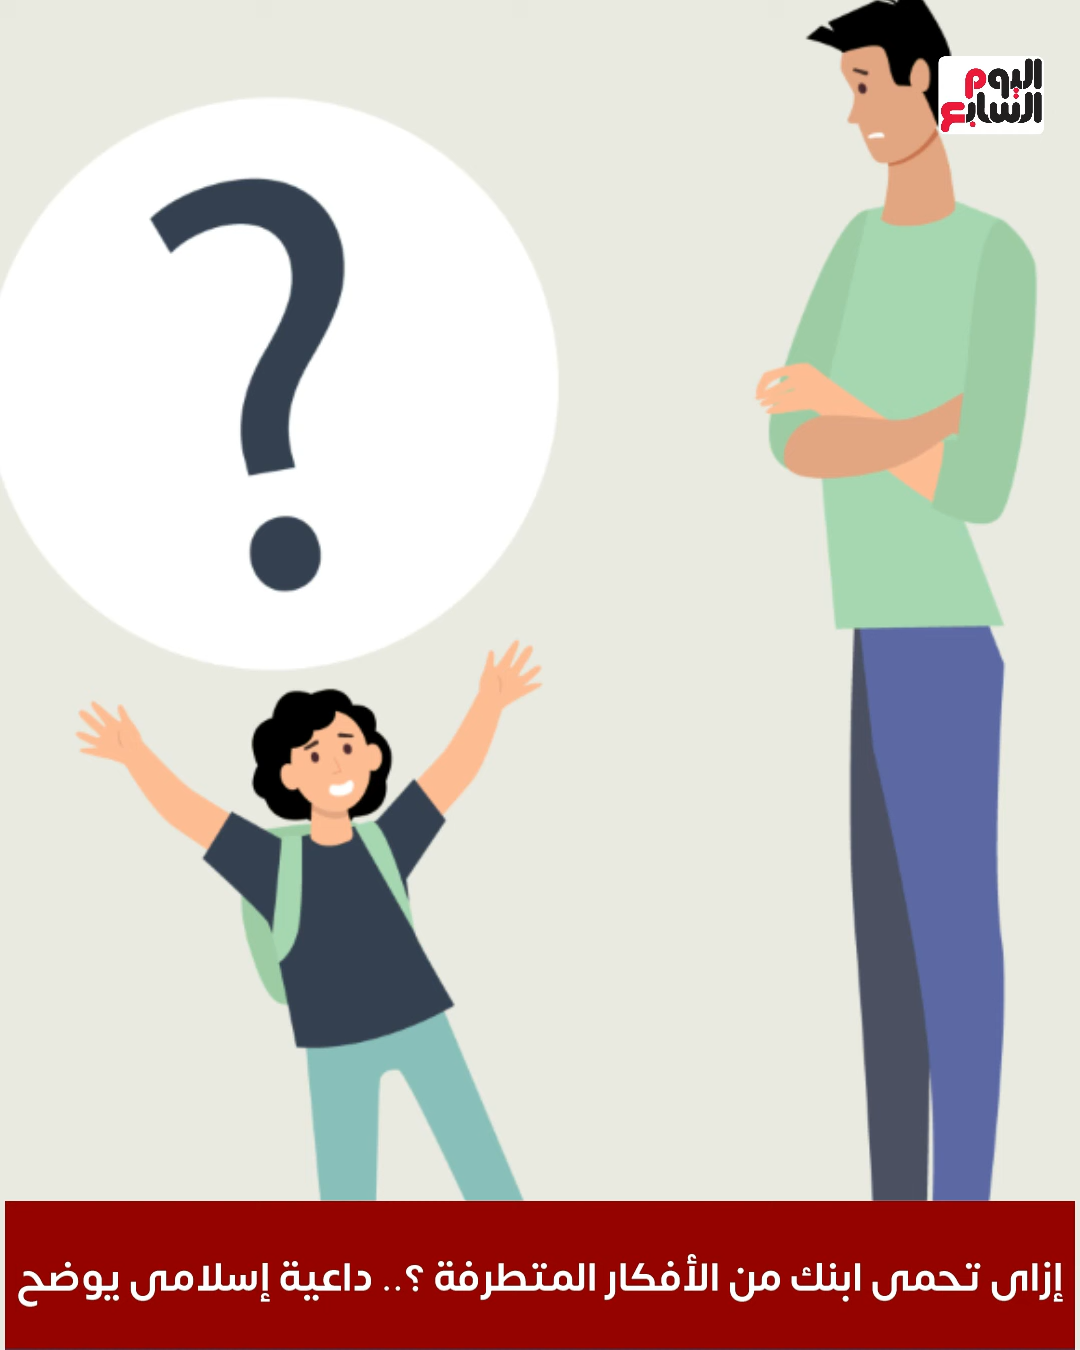 اليوم
السابع
?
إزاى تحمى ابنك من الأفكار المتطرفة ؟.. داعية إسلامى يوضح